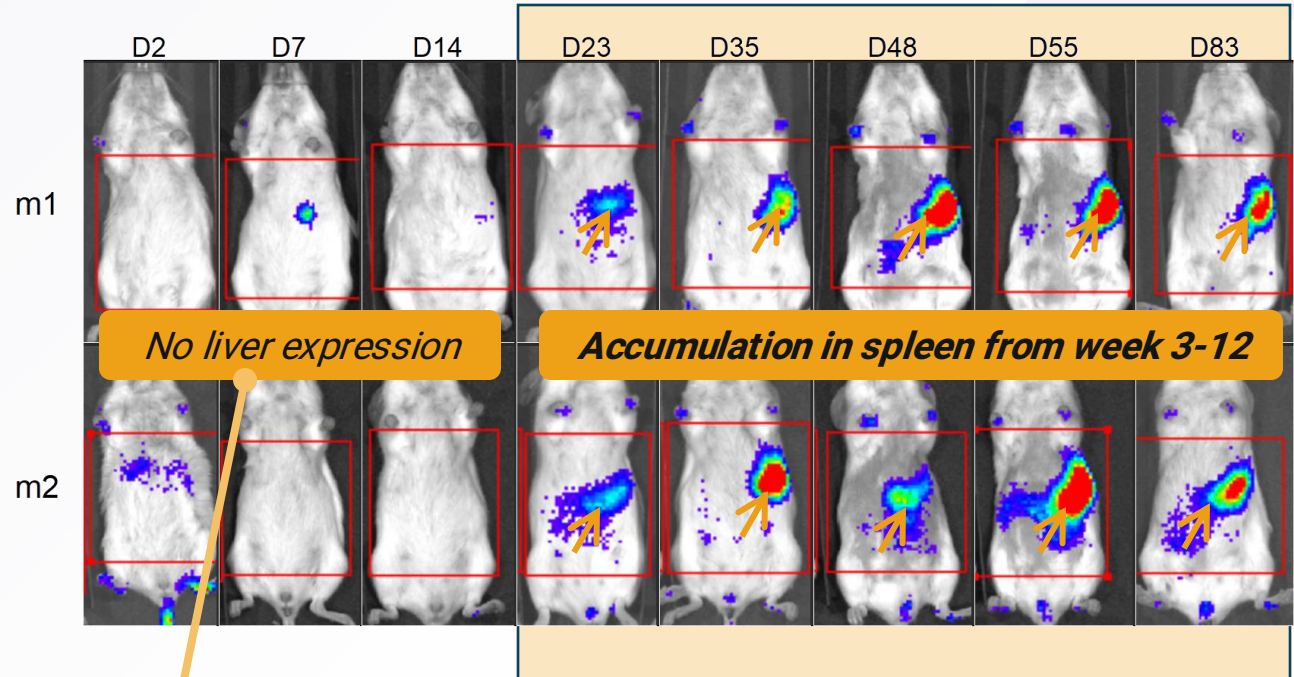 D2 D7 D14 D23 D35 D48 D55 D83
m1
No liver expression
Accumulation in spleen from week 3-12
m2